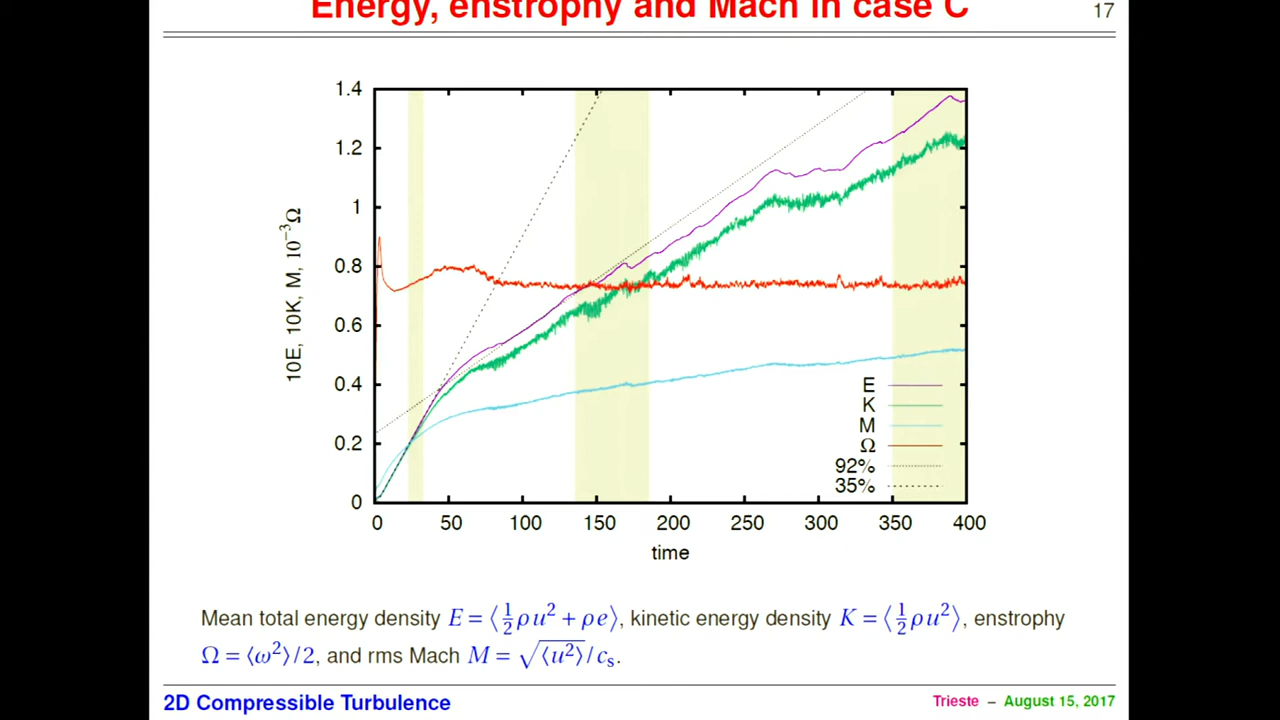 Energy, enstrophy and Mach in case C
17
10E, 10K, M, 10⁻³Ω
1.4
1.2
1
0.8
0.6
0.4
0.2
0
0 50 100 150 200 250 300 350 400
time
E
K
M
Ω
92%
35%
Mean total energy density E = ⟨½ρu² + ρe⟩, kinetic energy density K = ⟨½ρu²⟩, enstrophy
Ω = ⟨ω²⟩/2, and rms Mach M = √⟨u²⟩/cₛ.
2D Compressible Turbulence
Trieste – August 15, 2017